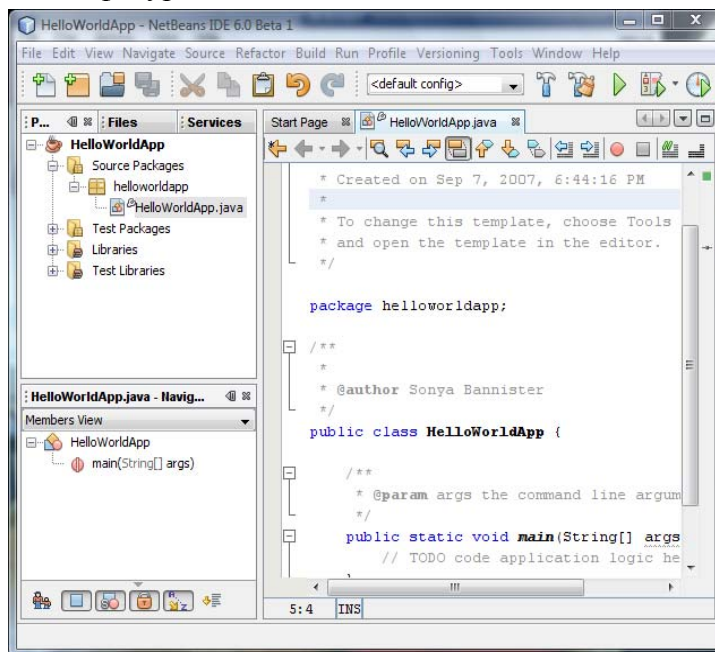 HelloWorldApp - NetBeans IDE 6.0 Beta 1
File Edit View Navigate Source Refactor Build Run Profile Versioning Tools Window Help
<default config>
P... Files Services
HelloWorldApp
Source Packages
helloworldapp
HelloWorldApp.java
Test Packages
Libraries
Test Libraries
HelloWorldApp.java - Navig...
Members View
HelloWorldApp
main(String[] args)
Start Page HelloWorldApp.java
* Created on Sep 7, 2007, 6:44:16 PM
*
* To change this template, choose Tools
* and open the template in the editor.
*/
package helloworldapp;
/**
*
* @author Sonya Bannister
*/
public class HelloWorldApp {
/**
* @param args the command line argum
*/
public static void main(String[] args
// TODO code application logic he
5:4 INS